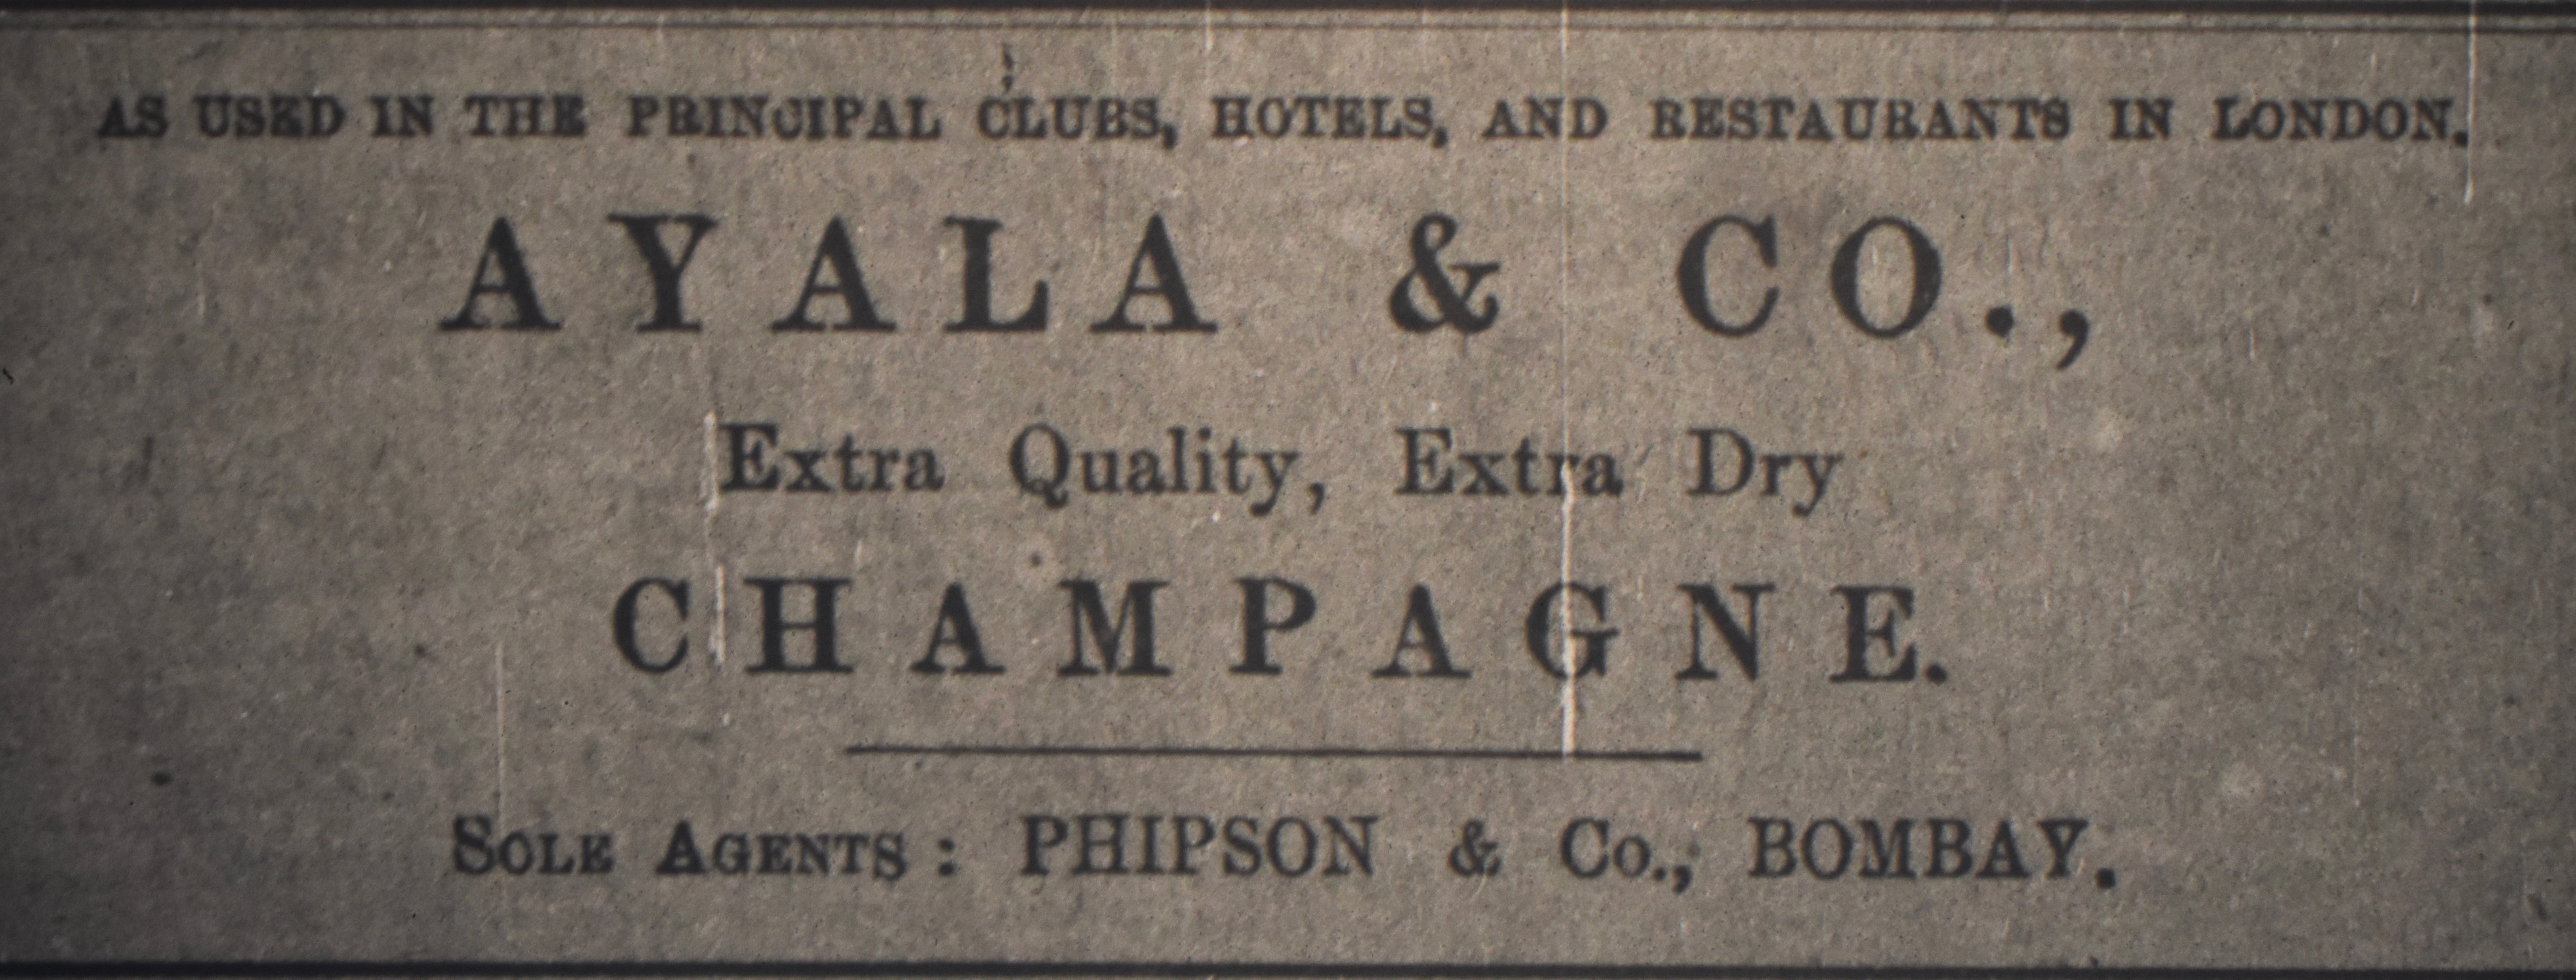 AS USED IN THE PRINCIPAL CLUBS, HOTELS, AND RESTAURANTS IN LONDON.
AYALA & CO.,
Extra Quality, Extra Dry
CHAMPAGNE.
SOLE AGENTS: PHIPSON & Co., BOMBAY.